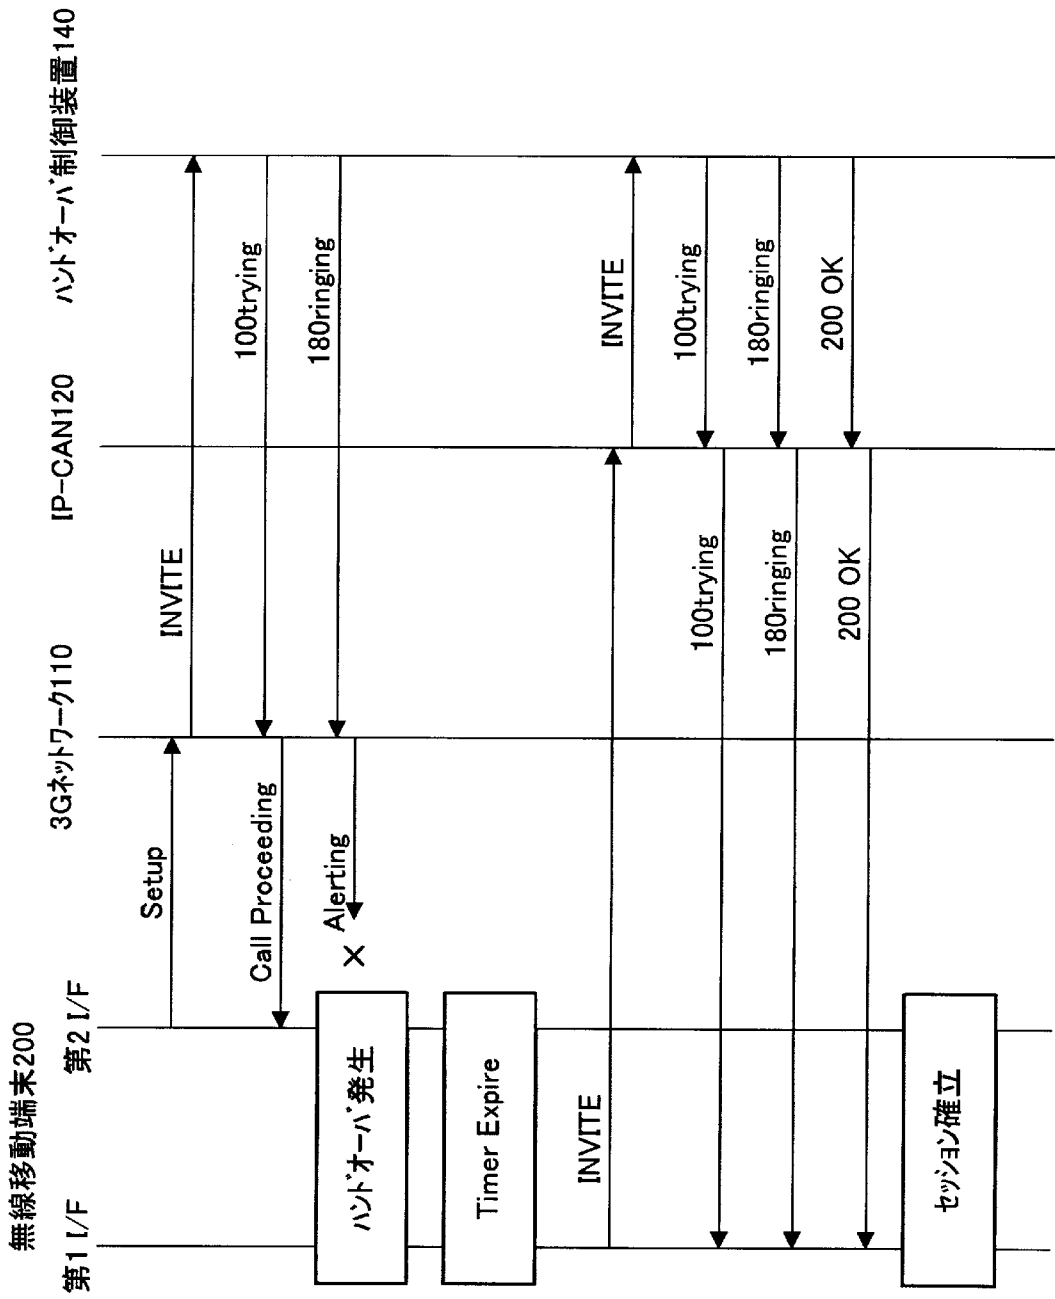 無線移動端末200
第1 I/F
第2 I/F
3Gネットワーク110
IP-CAN120
ハンドオーバ制御装置140
Setup
INVITE
100trying
Call Proceeding
180ringing
Alerting
×
ハンドオーバ発生
Timer Expire
INVITE
INVITE
100trying
100trying
180ringing
180ringing
200 OK
200 OK
セッション確立